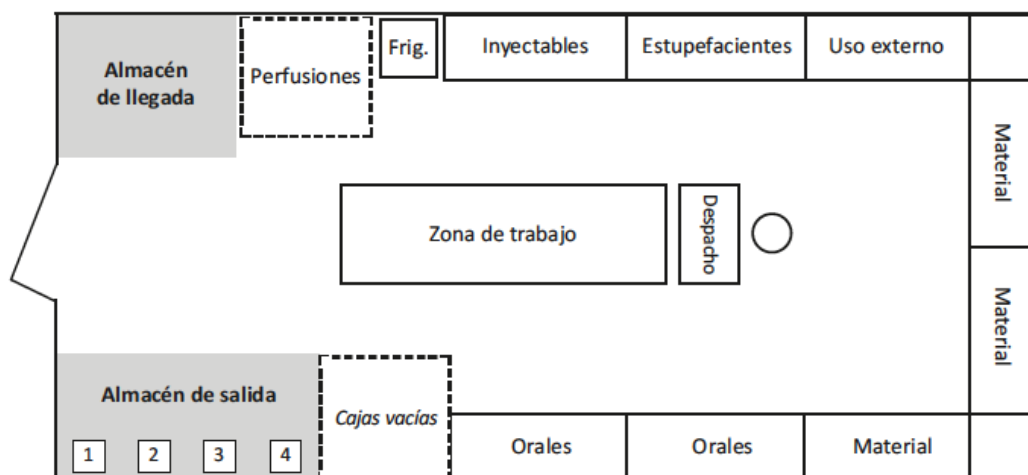 Almacén
de llegada
Perfusiones
Frig.
Inyectables
Estupefacientes
Uso externo
Material
Zona de trabajo
Despacho
Material
Almacén de salida
1
2
3
4
Cajas vacías
Orales
Orales
Material